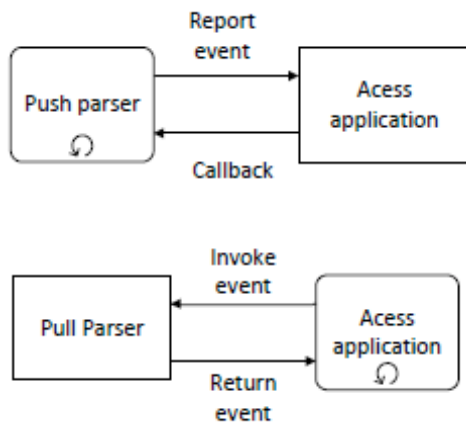 Report
event
Push parser
Acess
application
Callback
Invoke
event
Pull Parser
Acess
application
Return
event